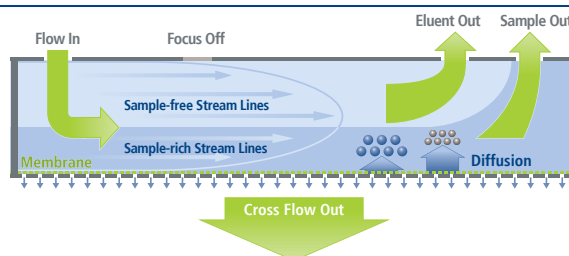 Eluent Out
Sample Out
Flow In
Focus Off
Sample-free Stream Lines
Sample-rich Stream Lines
Membrane
Diffusion
Cross Flow Out